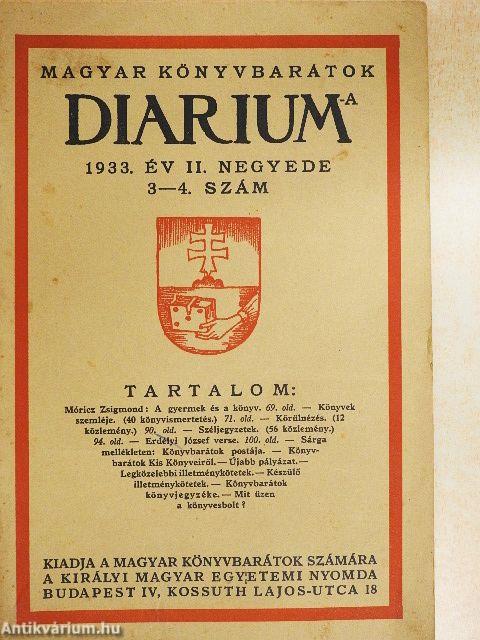 MAGYAR KÖNYVBARÁTOK
DIARIUM-A
1933. ÉV II. NEGYEDE
3—4. SZÁM
TARTALOM:
Móricz Zsigmond: A gyermek és a könyv. 69. old. — Könyvek
szemléje. (40 könyvismertetés.) 71. old. — Körülnézés. (12
közlemény.) 90. old. — Széljegyzetek. (56 közlemény.)
94. old. — Erdélyi József verse. 100. old. — Sárga
mellékleten: Könyvbarátok postája. — Könyv-
barátok Kis Könyveiről. — Újabb pályázat. —
Legközelebbi illetménykötetek. — Készülő
illetménykötetek. — Könyvbarátok
könyvjegyzéke. — Mit üzen
a könyvesbolt?
KIADJA A MAGYAR KÖNYVBARÁTOK SZÁMÁRA
A KIRÁLYI MAGYAR EGYETEMI NYOMDA
BUDAPEST IV, KOSSUTH LAJOS-UTCA 18
Antikvárium.hu